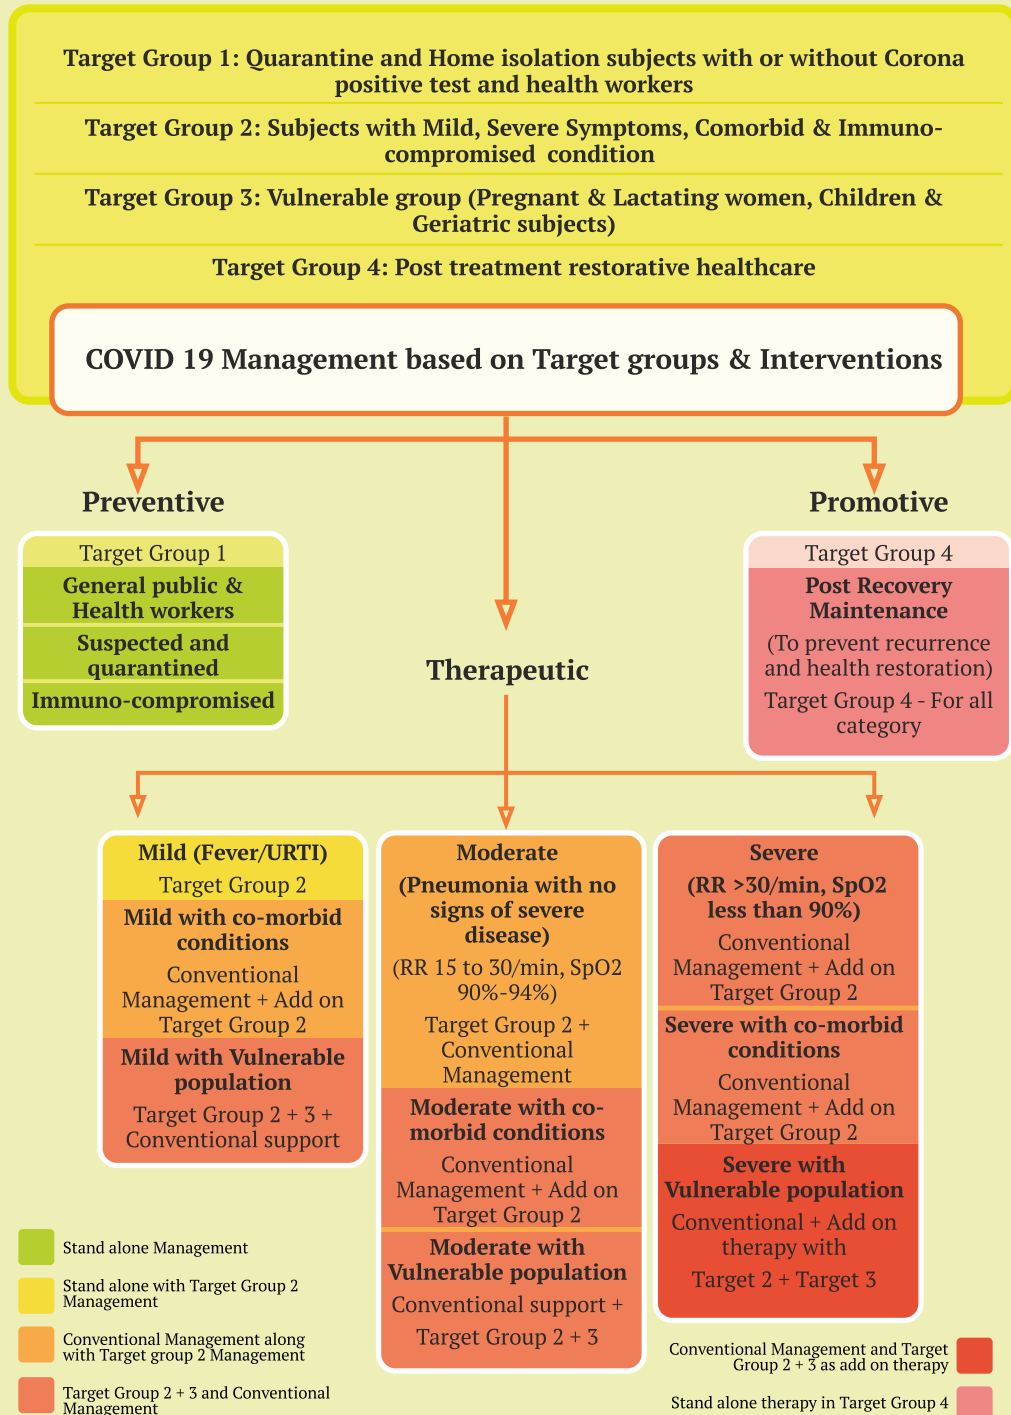 Target Group 1: Quarantine and Home isolation subjects with or without Corona
positive test and health workers
Target Group 2: Subjects with Mild, Severe Symptoms, Comorbid & Immuno-
compromised condition
Target Group 3: Vulnerable group (Pregnant & Lactating women, Children &
Geriatric subjects)
Target Group 4: Post treatment restorative healthcare
COVID 19 Management based on Target groups & Interventions
Preventive
Target Group 1
General public &
Health workers
Suspected and
quarantined
Immuno-compromised
Promotive
Target Group 4
Post Recovery
Maintenance
(To prevent recurrence
and health restoration)
Target Group 4 - For all
category
Therapeutic
Mild (Fever/URTI)
Target Group 2
Mild with co-morbid
conditions
Conventional
Management + Add on
Target Group 2
Mild with Vulnerable
population
Target Group 2 + 3 +
Conventional support
Moderate
(Pneumonia with no
signs of severe
disease)
(RR 15 to 30/min, SpO2
90%-94%)
Target Group 2 +
Conventional
Management
Moderate with co-
morbid conditions
Conventional
Management + Add on
Target Group 2
Moderate with
Vulnerable population
Conventional support +
Target Group 2 + 3
Severe
(RR >30/min, SpO2
less than 90%)
Conventional
Management + Add on
Target Group 2
Severe with co-morbid
conditions
Conventional
Management + Add on
Target Group 2
Severe with
Vulnerable population
Conventional + Add on
therapy with
Target 2 + Target 3
Stand alone Management
Stand alone with Target Group 2
Management
Conventional Management along
with Target group 2 Management
Target Group 2 + 3 and Conventional
Management
Conventional Management and Target
Group 2 + 3 as add on therapy
Stand alone therapy in Target Group 4